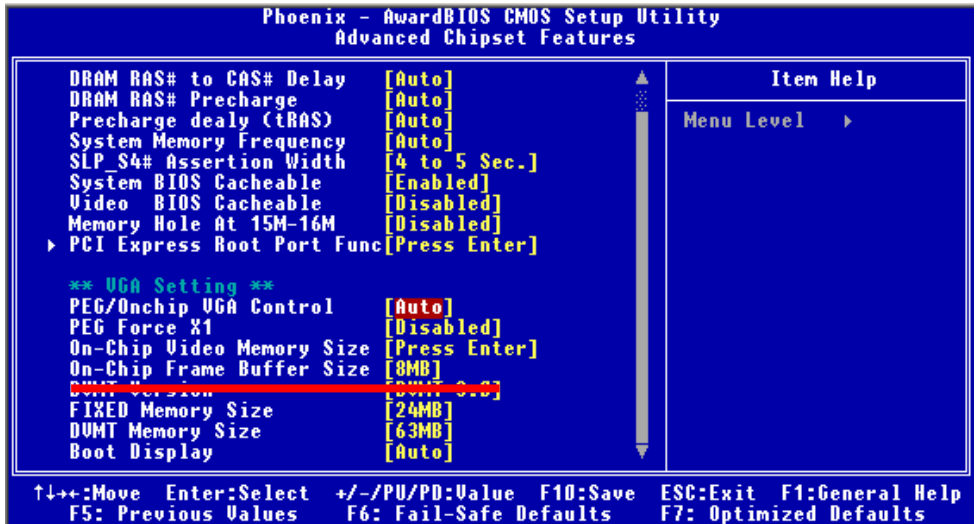 Phoenix - AwardBIOS CMOS Setup Utility
Advanced Chipset Features
DRAM RAS# to CAS# Delay [Auto]
DRAM RAS# Precharge [Auto]
Precharge dealy (tRAS) [Auto]
System Memory Frequency [Auto]
SLP_S4# Assertion Width [4 to 5 Sec.]
System BIOS Cacheable [Enabled]
Video BIOS Cacheable [Disabled]
Memory Hole At 15M-16M [Disabled]
▸ PCI Express Root Port Func[Press Enter]
** VGA Setting **
PEG/Onchip VGA Control [Auto]
PEG Force X1 [Disabled]
On-Chip Video Memory Size [Press Enter]
On-Chip Frame Buffer Size [8MB]
DVMT Version
FIXED Memory Size [24MB]
DVMT Memory Size [63MB]
Boot Display [Auto]
Item Help
Menu Level ▸
↑↓→←:Move Enter:Select +/-/PU/PD:Value F10:Save ESC:Exit F1:General Help
F5: Previous Values F6: Fail-Safe Defaults F7: Optimized Defaults